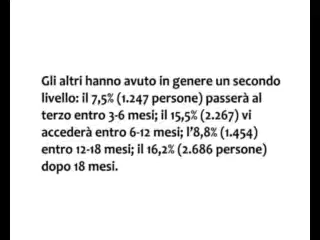 Gli altri hanno avuto in genere un secondo
livello: il 7,5% (1.247 persone) passerà al
terzo entro 3-6 mesi; il 15,5% (2.267) vi
accederà entro 6-12 mesi; l'8,8% (1.454)
entro 12-18 mesi; il 16,2% (2.686 persone)
dopo 18 mesi.